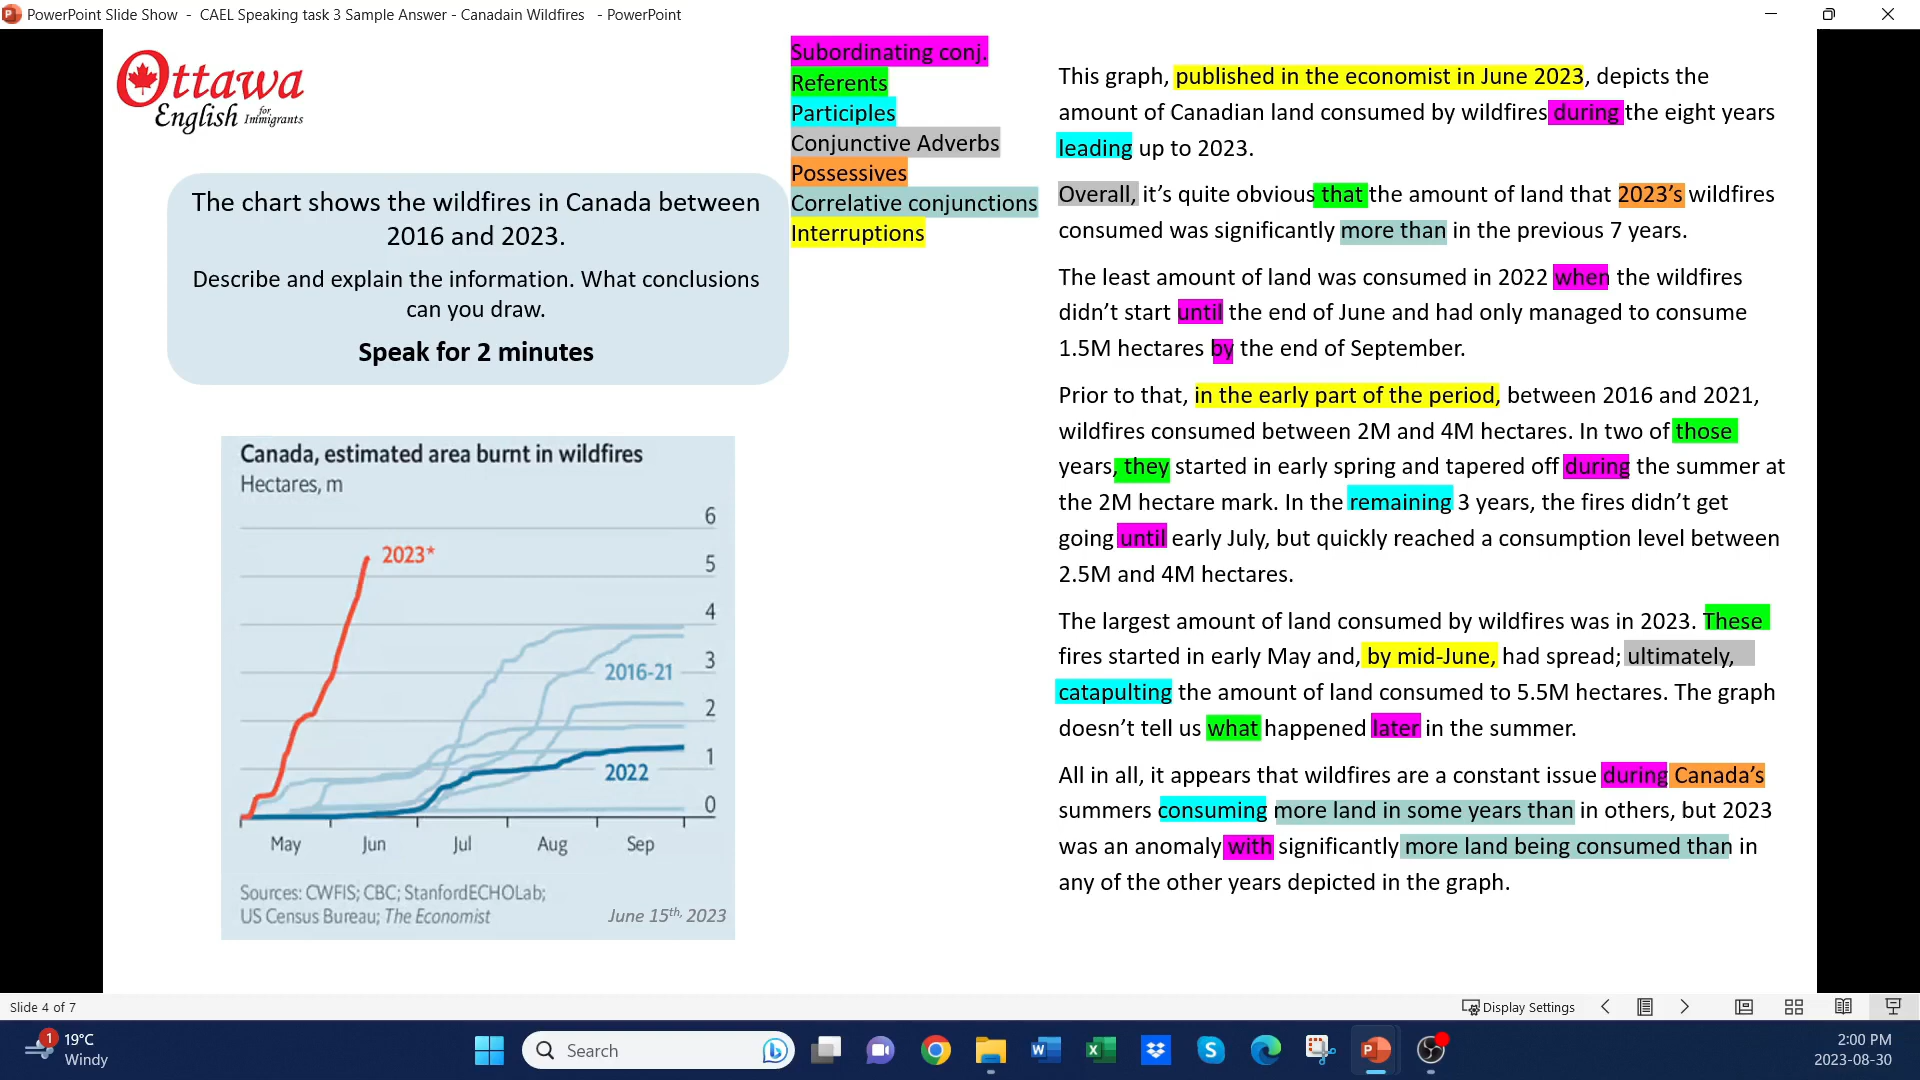 PowerPoint Slide Show - CAEL Speaking task 3 Sample Answer - Canadain Wildfires - PowerPoint
Ottawa
English for Immigrants
The chart shows the wildfires in Canada between
2016 and 2023.
Describe and explain the information. What conclusions
can you draw.
Speak for 2 minutes
Canada, estimated area burnt in wildfires
Hectares, m
6
2023*
5
4
3
2016-21
2
1
2022
0
May Jun Jul Aug Sep
Sources: CWFIS; CBC; StanfordECHOLab;
US Census Bureau; The Economist
June 15th, 2023
Subordinating conj.
Referents
Participles
Conjunctive Adverbs
Possessives
Correlative conjunctions
Interruptions
This graph, published in the economist in June 2023, depicts the
amount of Canadian land consumed by wildfires during the eight years
leading up to 2023.
Overall, it's quite obvious that the amount of land that 2023's wildfires
consumed was significantly more than in the previous 7 years.
The least amount of land was consumed in 2022 when the wildfires
didn't start until the end of June and had only managed to consume
1.5M hectares by the end of September.
Prior to that, in the early part of the period, between 2016 and 2021,
wildfires consumed between 2M and 4M hectares. In two of those
years, they started in early spring and tapered off during the summer at
the 2M hectare mark. In the remaining 3 years, the fires didn't get
going until early July, but quickly reached a consumption level between
2.5M and 4M hectares.
The largest amount of land consumed by wildfires was in 2023. These
fires started in early May and, by mid-June, had spread; ultimately,
catapulting the amount of land consumed to 5.5M hectares. The graph
doesn't tell us what happened later in the summer.
All in all, it appears that wildfires are a constant issue during Canada's
summers consuming more land in some years than in others, but 2023
was an anomaly with significantly more land being consumed than in
any of the other years depicted in the graph.
Slide 4 of 7
Display Settings
1
19°C
Windy
Search
2:00 PM
2023-08-30